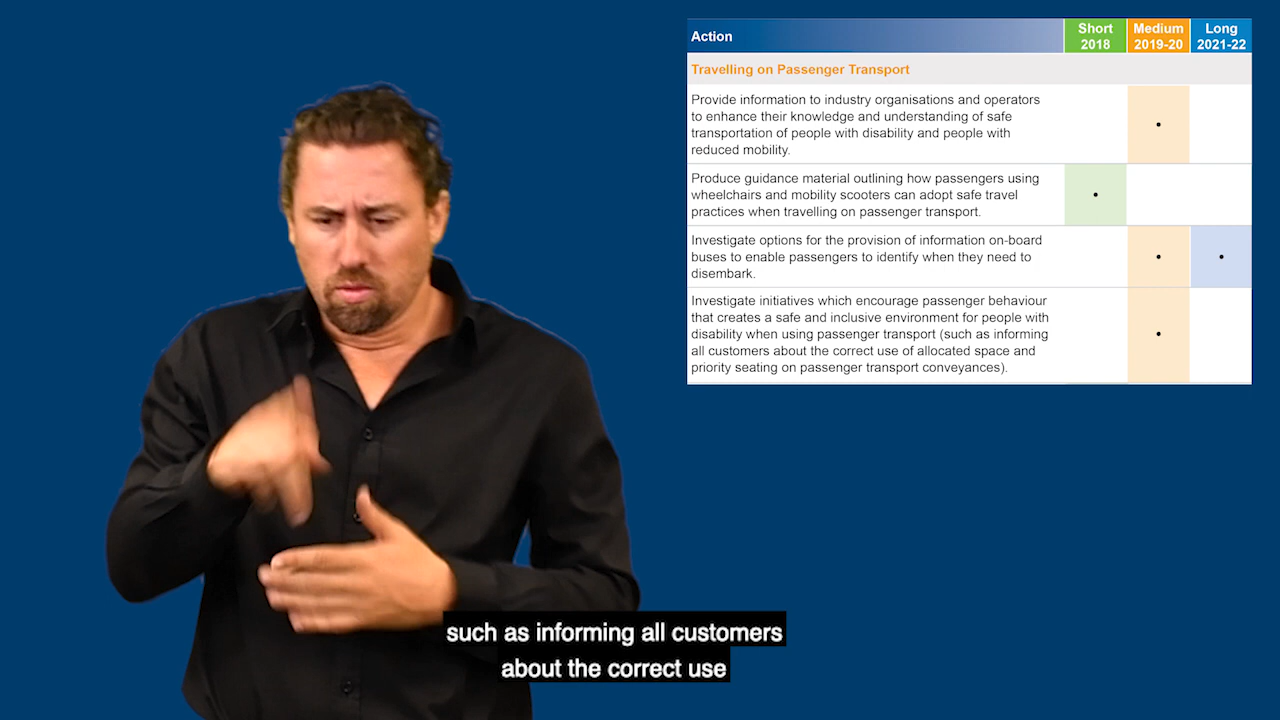 Action
Short
2018
Medium
2019-20
Long
2021-22
Travelling on Passenger Transport
Provide information to industry organisations and operators
to enhance their knowledge and understanding of safe
transportation of people with disability and people with
reduced mobility.
•
Produce guidance material outlining how passengers using
wheelchairs and mobility scooters can adopt safe travel
practices when travelling on passenger transport.
•
Investigate options for the provision of information on-board
buses to enable passengers to identify when they need to
disembark.
• •
Investigate initiatives which encourage passenger behaviour
that creates a safe and inclusive environment for people with
disability when using passenger transport (such as informing
all customers about the correct use of allocated space and
priority seating on passenger transport conveyances).
•
such as informing all customers
about the correct use